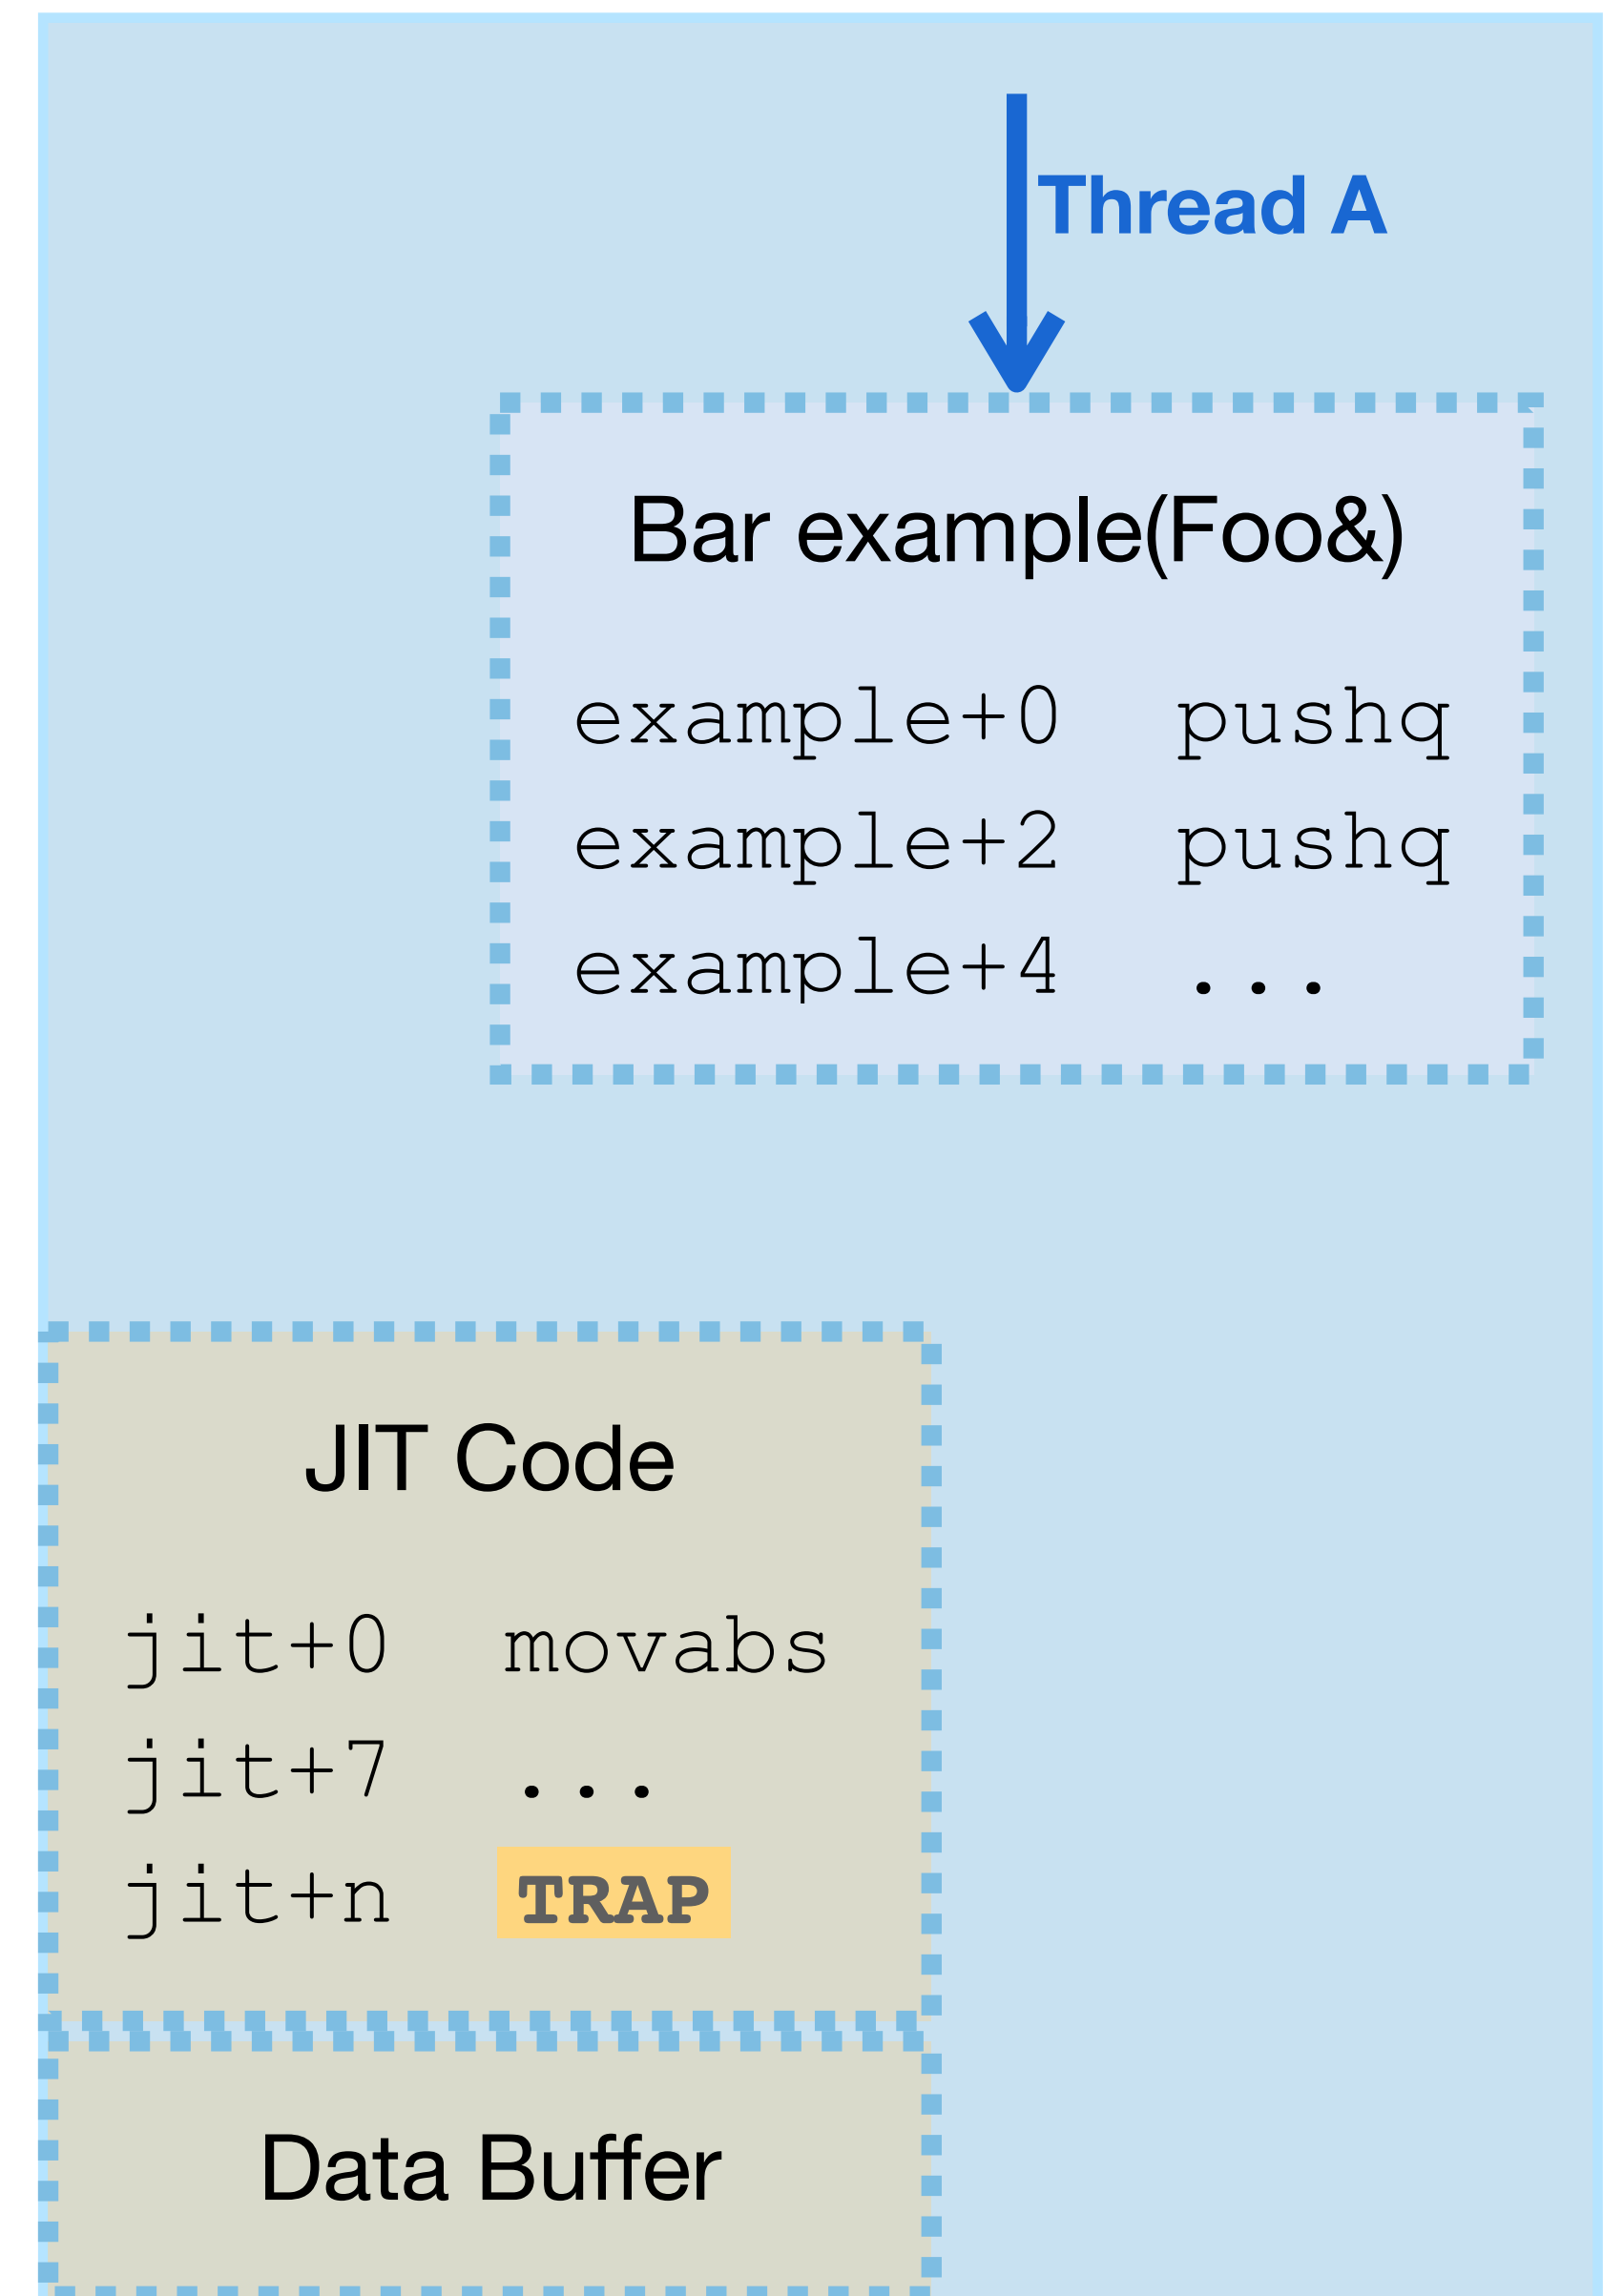 Thread A
Bar example(Foo&)
example+0 pushq
example+2 pushq
example+4 ...
JIT Code
jit+0 movabs
jit+7 ...
jit+n TRAP
Data Buffer